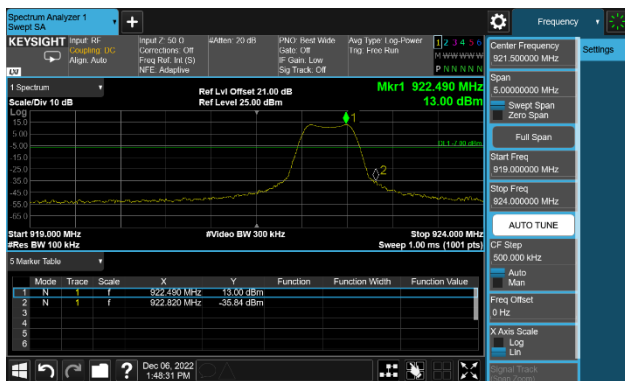 Spectrum Analyzer 1
Swept SA
+
Frequency
KEYSIGHT
Input: RF
Coupling: DC
Align: Auto
Input Z: 50 Ω
Corrections: Off
Freq Ref: Int (S)
NFE: Adaptive
#Atten: 20 dB
PNO: Best Wide
Gate: Off
IF Gain: Low
Sig Track: Off
Avg Type: Log-Power
Trig: Free Run
1 2 3 4 5 6
M W W W W W
P N N N N N
LXI
1 Spectrum
Scale/Div 10 dB
Ref Lvl Offset 21.00 dB
Ref Level 25.00 dBm
Mkr1 922.490 MHz
13.00 dBm
Log
15.0
5.00
-5.00
-15.0
-25.0
-35.0
-45.0
-55.0
-65.0
1
2
DL1 -7.00 dBm
Start 919.000 MHz
#Res BW 100 kHz
#Video BW 300 kHz
Stop 924.000 MHz
Sweep 1.00 ms (1001 pts)
5 Marker Table
Mode Trace Scale X Y Function Function Width Function Value
1 N 1 f 922.490 MHz 13.00 dBm
2 N 1 f 922.820 MHz -35.84 dBm
3
4
5
6
Center Frequency
921.500000 MHz
Settings
Span
5.00000000 MHz
Swept Span
Zero Span
Full Span
Start Freq
919.000000 MHz
Stop Freq
924.000000 MHz
AUTO TUNE
CF Step
500.000 kHz
Auto
Man
Freq Offset
0 Hz
X Axis Scale
Log
Lin
Signal Track
(Span Zoom)
?
Dec 06, 2022
1:48:31 PM